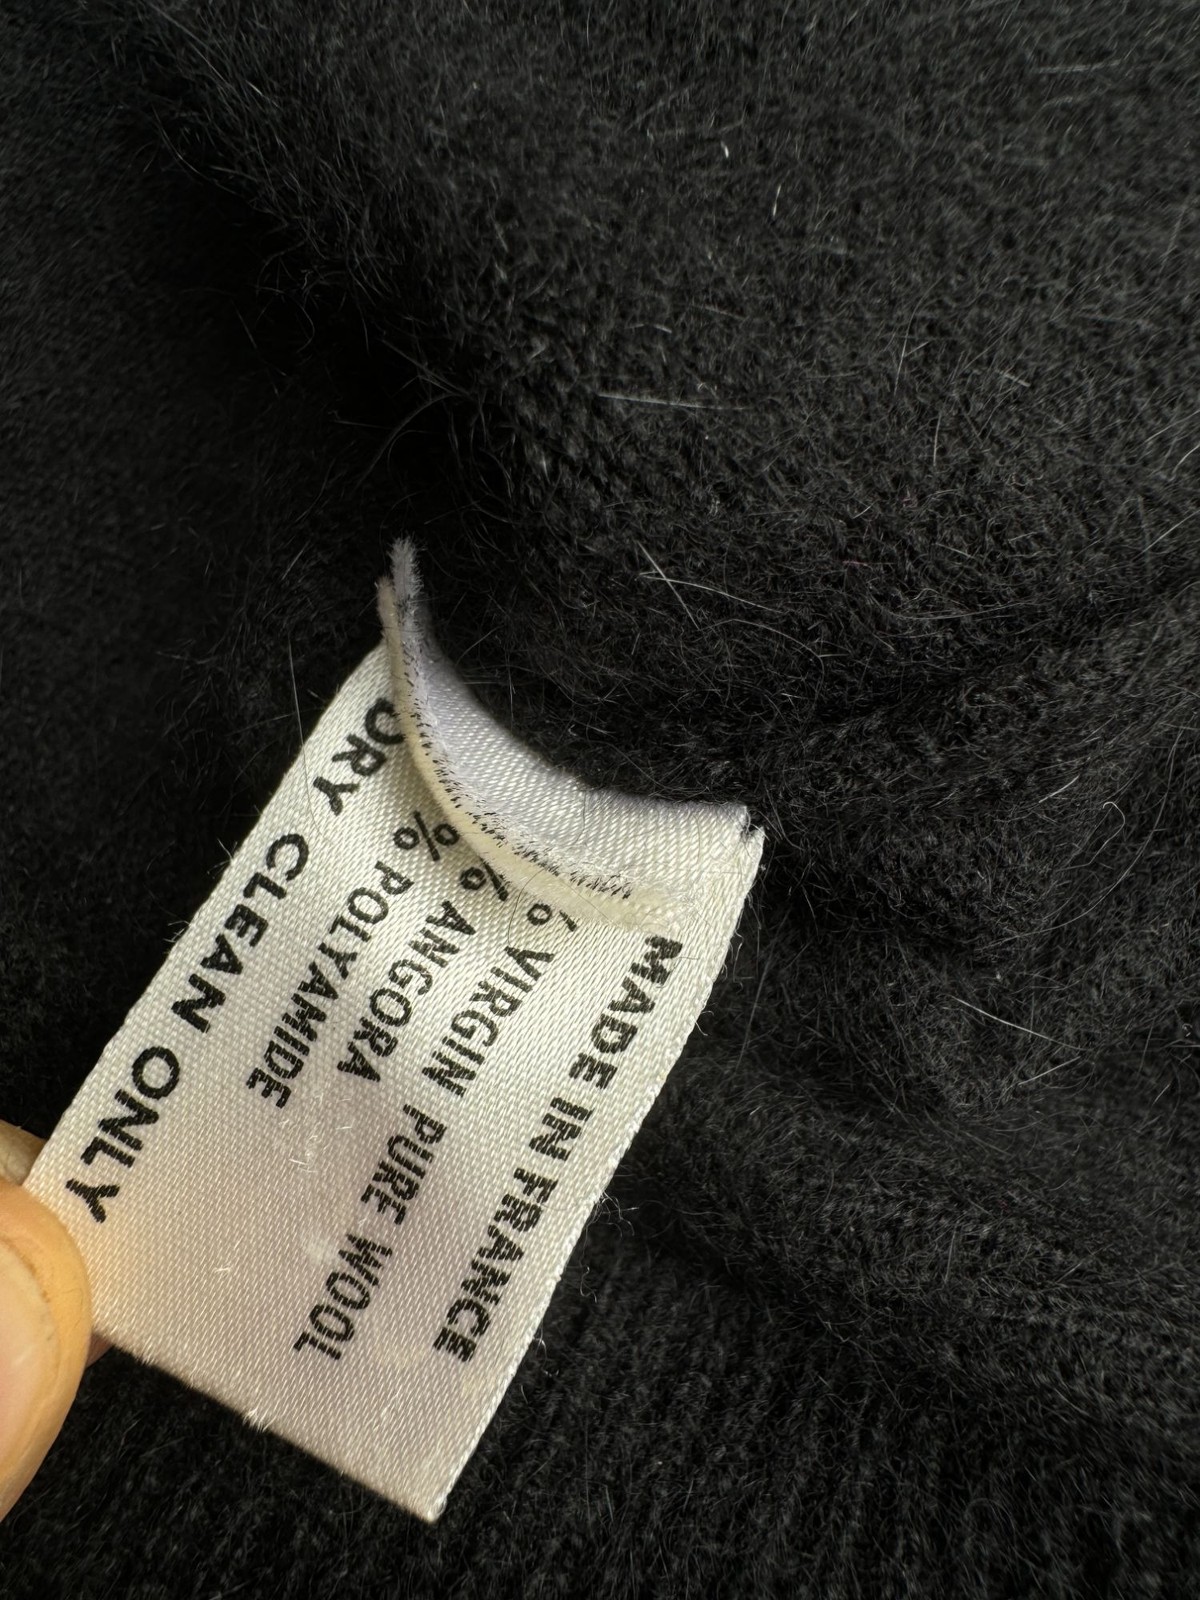 MADE IN FRANCE
% VIRGIN PURE WOOL
% ANGORA
% POLYAMIDE
DRY CLEAN ONLY